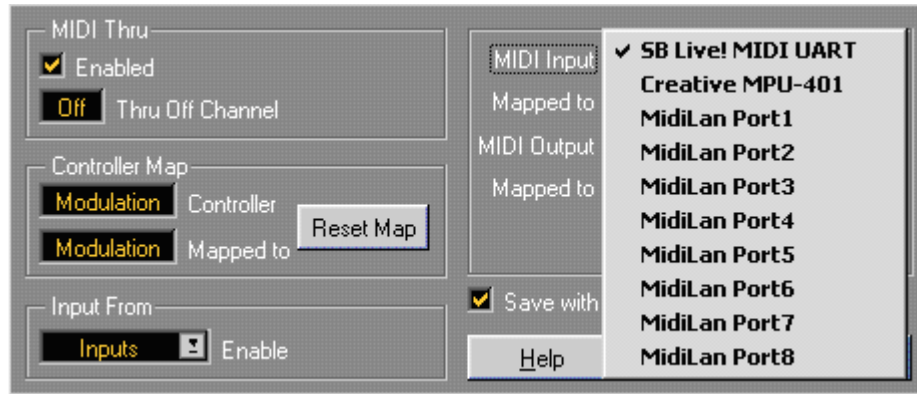 MIDI Thru
Enabled
Off Thru Off Channel
Controller Map
Modulation Controller
Modulation Mapped to
Reset Map
Input From
Inputs Enable
MIDI Input
Mapped to
MIDI Output
Mapped to
Save with
Help
SB Live! MIDI UART
Creative MPU-401
MidiLan Port1
MidiLan Port2
MidiLan Port3
MidiLan Port4
MidiLan Port5
MidiLan Port6
MidiLan Port7
MidiLan Port8